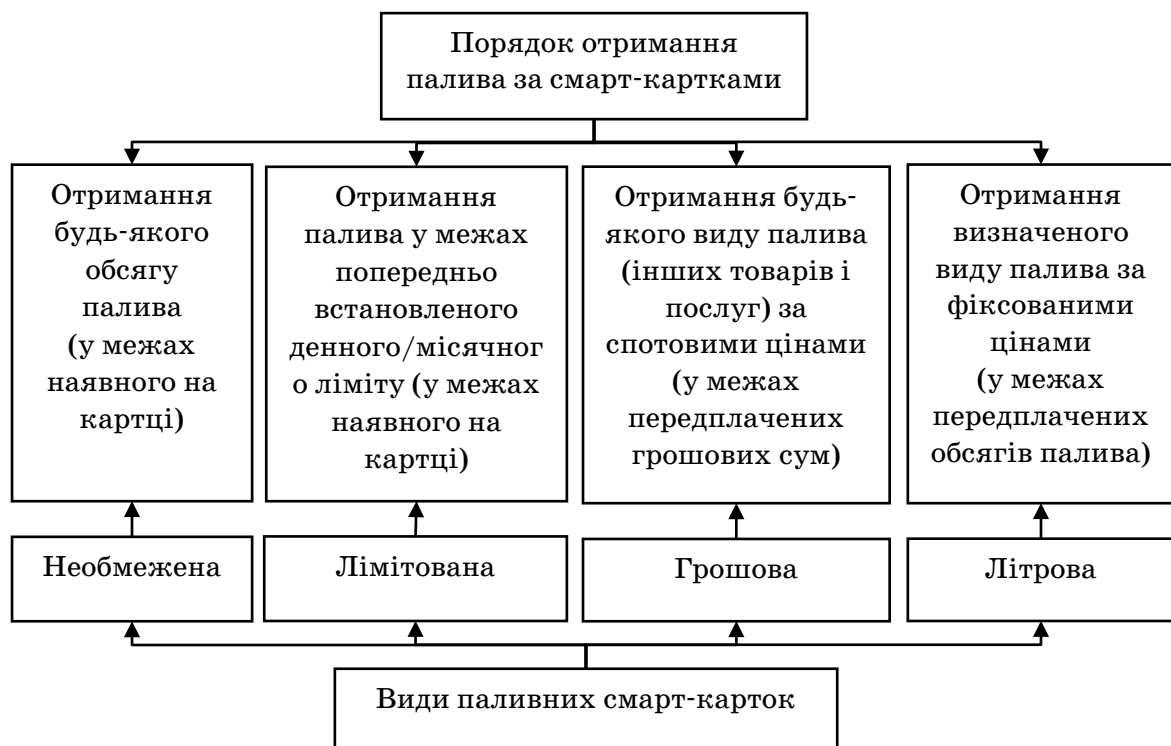 Порядок отримання
палива за смарт-картками
Отримання
будь-якого
обсягу
палива
(у межах
наявного на
картці)
Отримання
палива у межах
попередньо
встановленого
денного/місячног
о ліміту (у межах
наявного на
картці)
Отримання будь-
якого виду палива
(інших товарів і
послуг) за
спотовими цінами
(у межах
передплачених
грошових сум)
Отримання
визначеного
виду палива за
фіксованими
цінами
(у межах
передплачених
обсягів палива)
Необмежена
Лімітована
Грошова
Літрова
Види паливних смарт-карток